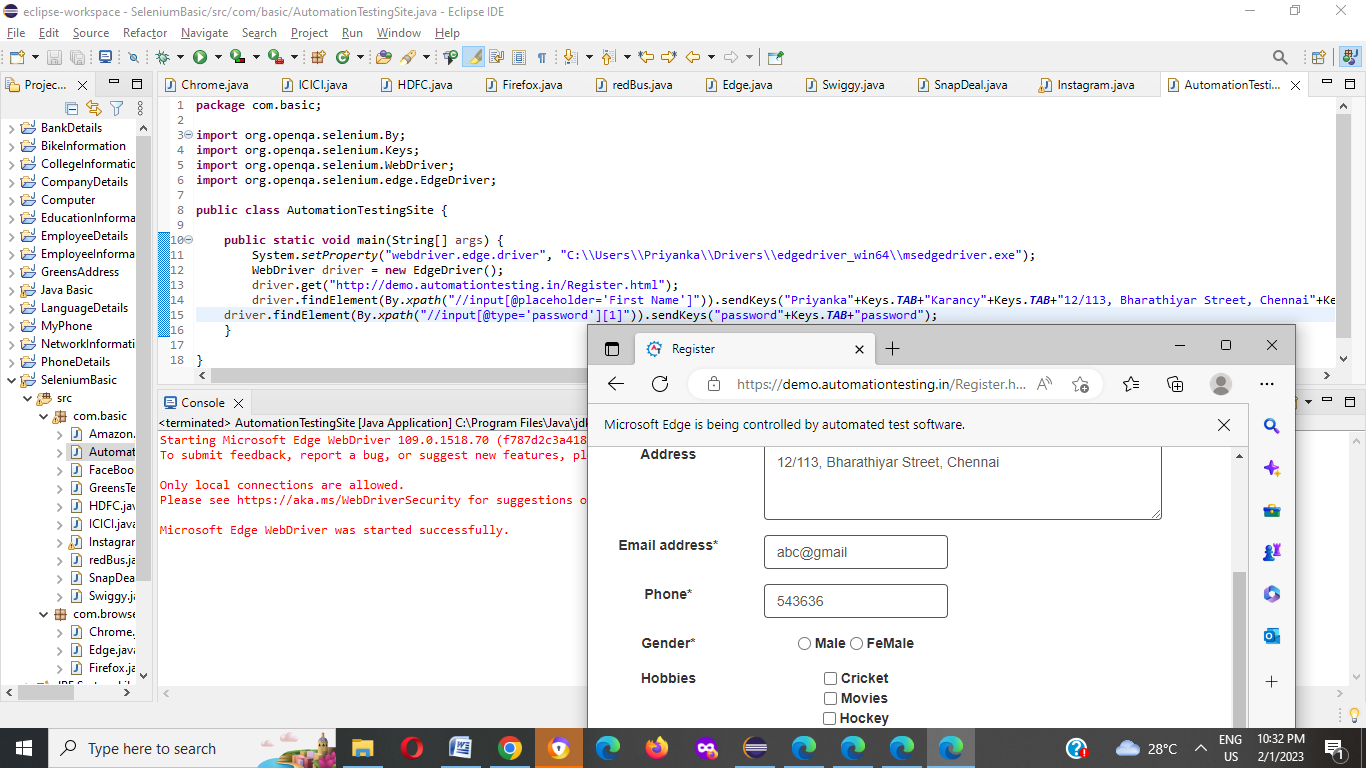 eclipse-workspace - SeleniumBasic/src/com/basic/AutomationTestingSite.java - Eclipse IDE
File Edit Source Refactor Navigate Search Project Run Window Help
Projec...
Chrome.java ICICI.java HDFC.java Firefox.java redBus.java Edge.java Swiggy.java SnapDeal.java Instagram.java AutomationTesti...
BankDetails
BikeInformation
CollegeInformatic
CompanyDetails
Computer
EducationInforma
EmployeeDetails
EmployeeInforma
GreensAddress
Java Basic
LanguageDetails
MyPhone
NetworkInformati
PhoneDetails
SeleniumBasic
src
com.basic
Amazon.
Automat
FaceBoo
GreensTe
HDFC.java
ICICI.java
Instagrar
redBus.ja
SnapDea
Swiggy.ja
com.browse
Chrome.
Edge.java
Firefox.ja
1 package com.basic;
2
3 import org.openqa.selenium.By;
4 import org.openqa.selenium.Keys;
5 import org.openqa.selenium.WebDriver;
6 import org.openqa.selenium.edge.EdgeDriver;
7
8 public class AutomationTestingSite {
9
10 public static void main(String[] args) {
11 System.setProperty("webdriver.edge.driver", "C:\\Users\\Priyanka\\Drivers\\edgedriver_win64\\msedgedriver.exe");
12 WebDriver driver = new EdgeDriver();
13 driver.get("http://demo.automationtesting.in/Register.html");
14 driver.findElement(By.xpath("//input[@placeholder='First Name']")).sendKeys("Priyanka"+Keys.TAB+"Karancy"+Keys.TAB+"12/113, Bharathiyar Street, Chennai"+Ke
15 driver.findElement(By.xpath("//input[@type='password'][1]")).sendKeys("password"+Keys.TAB+"password");
16 }
17
18 }
Console
<terminated> AutomationTestingSite [Java Application] C:\Program Files\Java\jdl
Starting Microsoft Edge WebDriver 109.0.1518.70 (f787d2c3a418
To submit feedback, report a bug, or suggest new features, pl
Only local connections are allowed.
Please see https://aka.ms/WebDriverSecurity for suggestions o
Microsoft Edge WebDriver was started successfully.
Register
https://demo.automationtesting.in/Register.h...
Microsoft Edge is being controlled by automated test software.
Address
12/113, Bharathiyar Street, Chennai
Email address*
abc@gmail
Phone*
543636
Gender* Male FeMale
Hobbies Cricket
Movies
Hockey
Type here to search
28°C
ENG
US
10:32 PM
2/1/2023
1